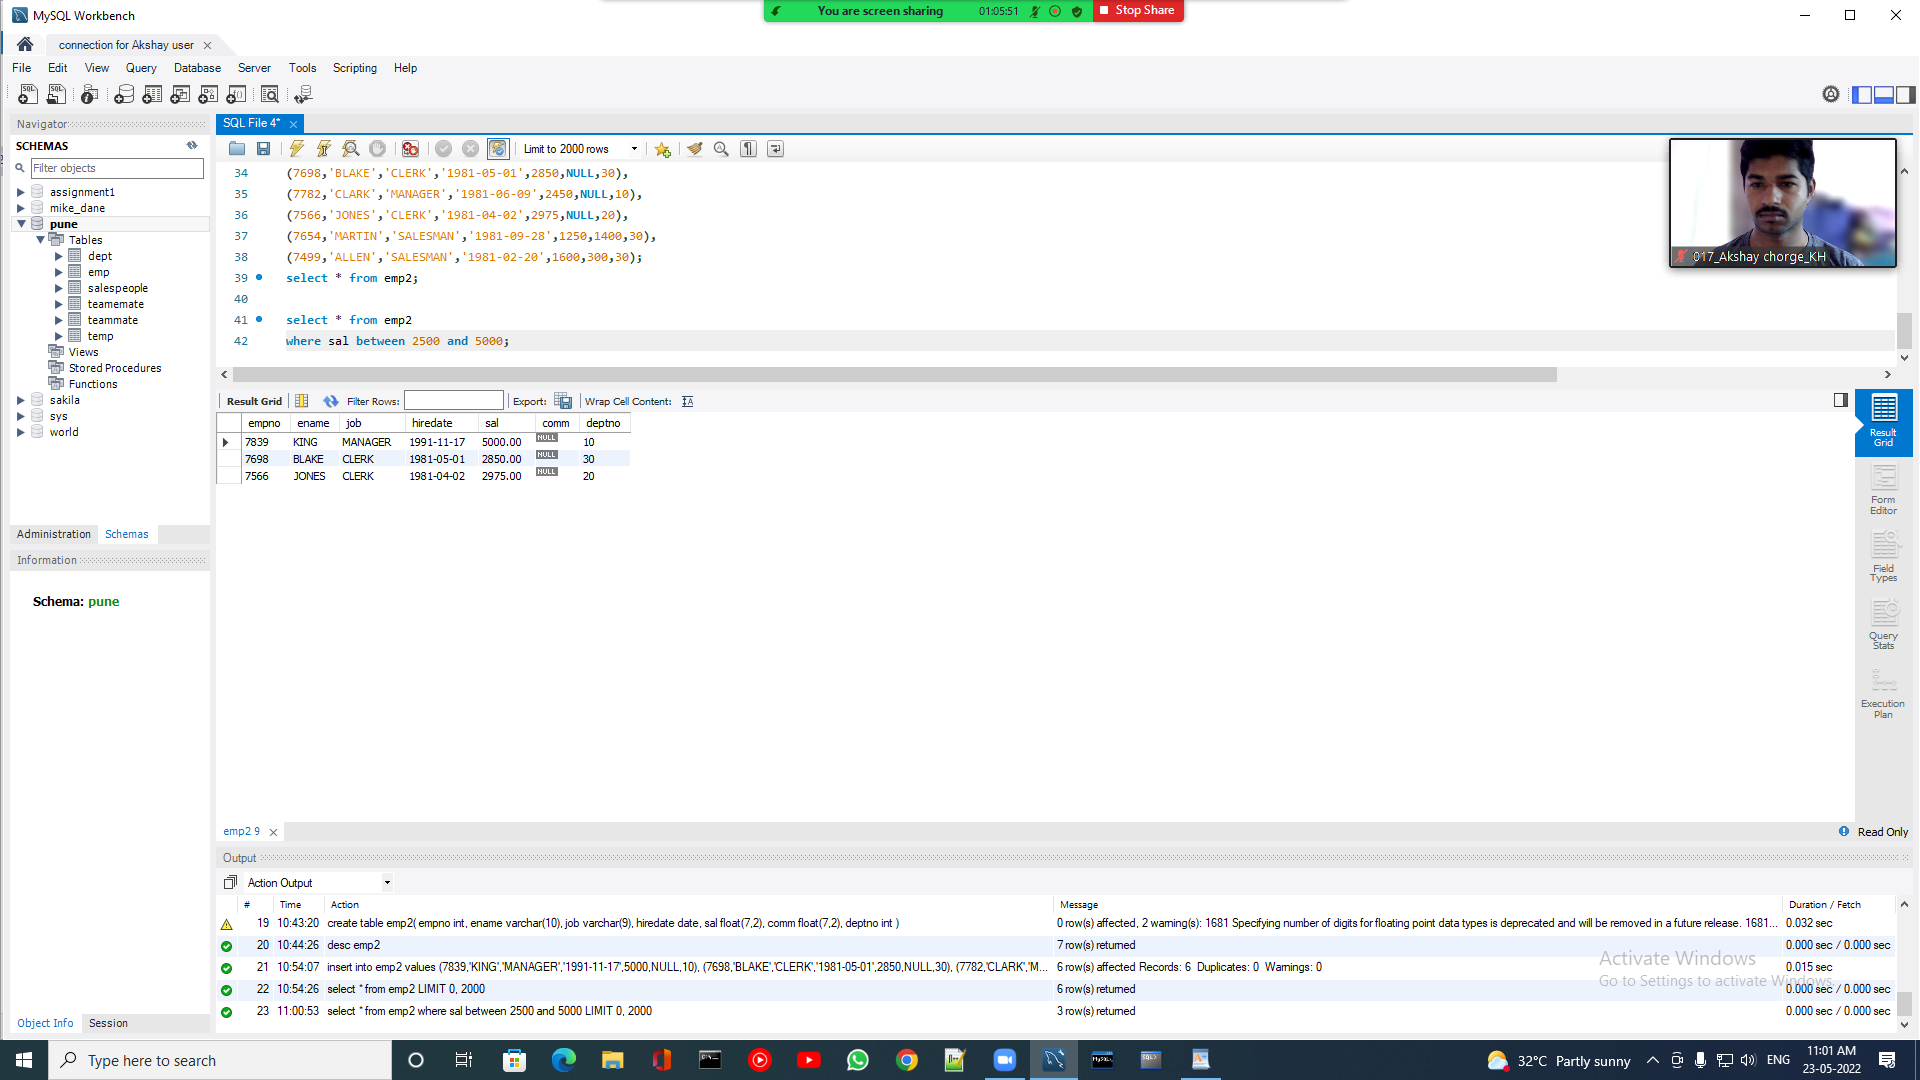 MySQL Workbench
You are screen sharing 01:05:51 Stop Share
connection for Akshay user
File Edit View Query Database Server Tools Scripting Help
Navigator
SCHEMAS
Filter objects
assignment1
mike_dane
pune
Tables
dept
emp
salespeople
teamemate
teammate
temp
Views
Stored Procedures
Functions
sakila
sys
world
Administration Schemas
Information
Schema: pune
Object Info Session
SQL File 4*
Limit to 2000 rows
34 (7698,'BLAKE','CLERK','1981-05-01',2850,NULL,30),
35 (7782,'CLARK','MANAGER','1981-06-09',2450,NULL,10),
36 (7566,'JONES','CLERK','1981-04-02',2975,NULL,20),
37 (7654,'MARTIN','SALESMAN','1981-09-28',1250,1400,30),
38 (7499,'ALLEN','SALESMAN','1981-02-20',1600,300,30);
39 select * from emp2;
40
41 select * from emp2
42 where sal between 2500 and 5000;
017_Akshay chorge_KH
Result Grid Filter Rows: Export: Wrap Cell Content:
empno ename job hiredate sal comm deptno
7839 KING MANAGER 1991-11-17 5000.00 NULL 10
7698 BLAKE CLERK 1981-05-01 2850.00 NULL 30
7566 JONES CLERK 1981-04-02 2975.00 NULL 20
Result Grid
Form Editor
Field Types
Query Stats
Execution Plan
emp2 9
Read Only
Output
Action Output
# Time Action Message Duration / Fetch
19 10:43:20 create table emp2( empno int, ename varchar(10), job varchar(9), hiredate date, sal float(7,2), comm float(7,2), deptno int ) 0 row(s) affected, 2 warning(s): 1681 Specifying number of digits for floating point data types is deprecated and will be removed in a future release. 1681... 0.032 sec
20 10:44:26 desc emp2 7 row(s) returned 0.000 sec / 0.000 sec
21 10:54:07 insert into emp2 values (7839,'KING','MANAGER','1991-11-17',5000,NULL,10), (7698,'BLAKE','CLERK','1981-05-01',2850,NULL,30), (7782,'CLARK','M... 6 row(s) affected Records: 6 Duplicates: 0 Warnings: 0 0.015 sec
22 10:54:26 select * from emp2 LIMIT 0, 2000 6 row(s) returned 0.000 sec / 0.000 sec
23 11:00:53 select * from emp2 where sal between 2500 and 5000 LIMIT 0, 2000 3 row(s) returned 0.000 sec / 0.000 sec
Activate Windows
Go to Settings to activate Windows.
Type here to search
32°C Partly sunny
ENG
11:01 AM
23-05-2022